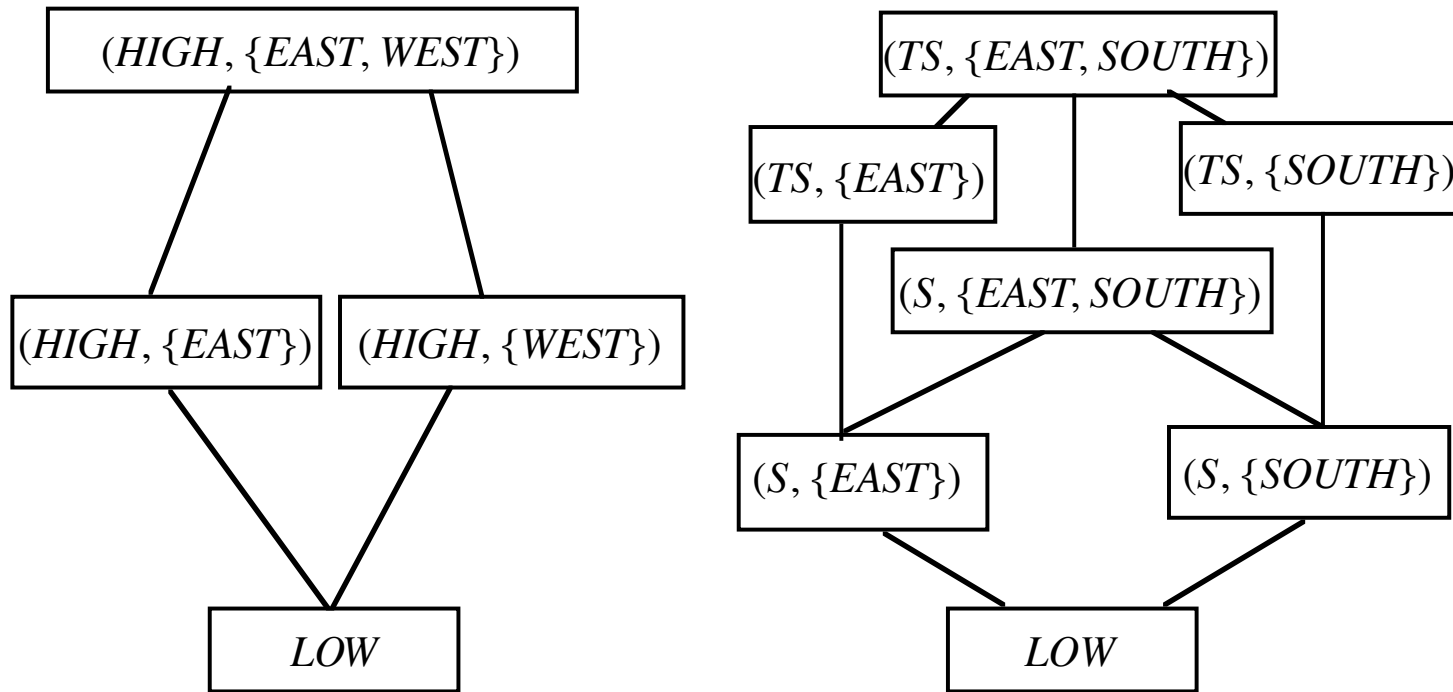 (HIGH, {EAST, WEST})
(HIGH, {EAST})
(HIGH, {WEST})
LOW
(TS, {EAST, SOUTH})
(TS, {EAST})
(TS, {SOUTH})
(S, {EAST, SOUTH})
(S, {EAST})
(S, {SOUTH})
LOW